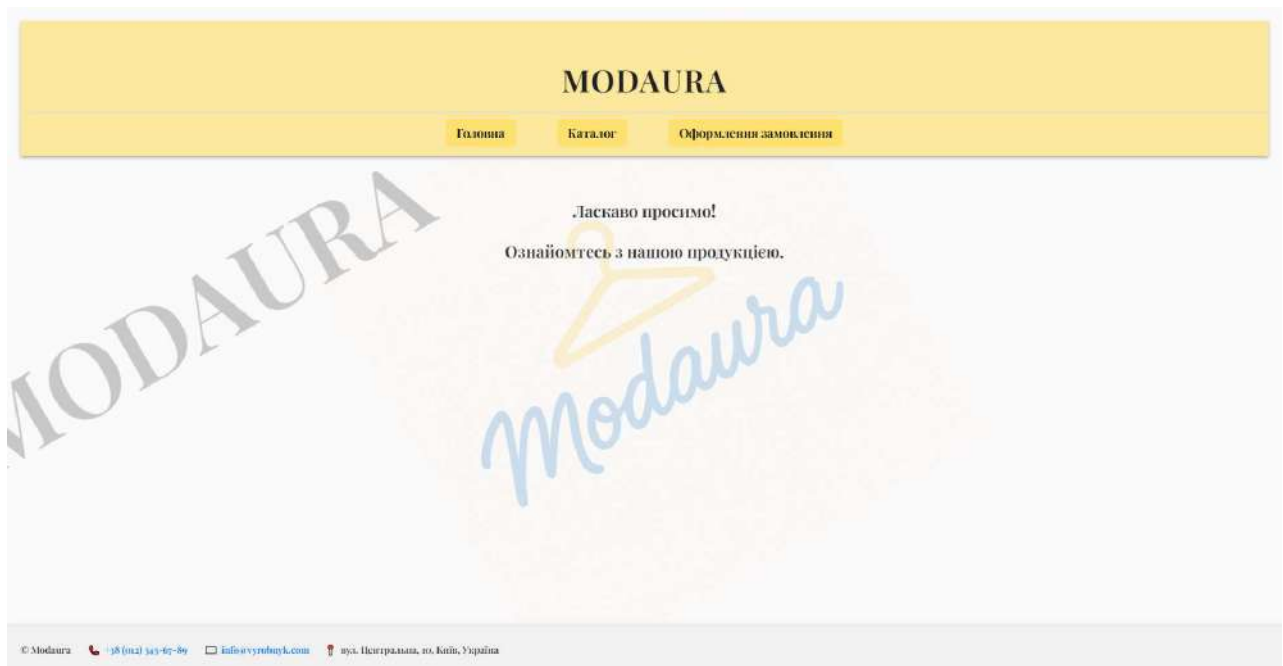 MODAURA
Головна Каталог Оформлення замовлення
Ласкаво просимо!
Ознайомтесь з нашою продукцією.
MODAURA
Modaura
© Modaura +38 (012) 345-67-89 info@vyrobnyk.com вул. Центральна, 10, Київ, Україна